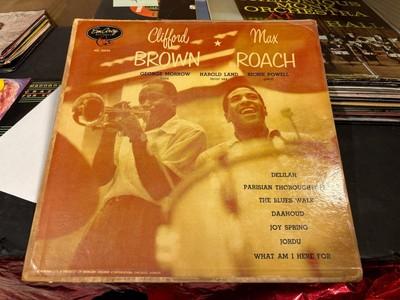 EmArcy
Clifford Max
BROWN ROACH
GEORGE MORROW HAROLD LAND RICHIE POWELL
DELILAH
PARISIAN THOROUGHFARE
THE BLUES WALK
DAAHOUD
JOY SPRING
JORDU
WHAT AM I HERE FOR